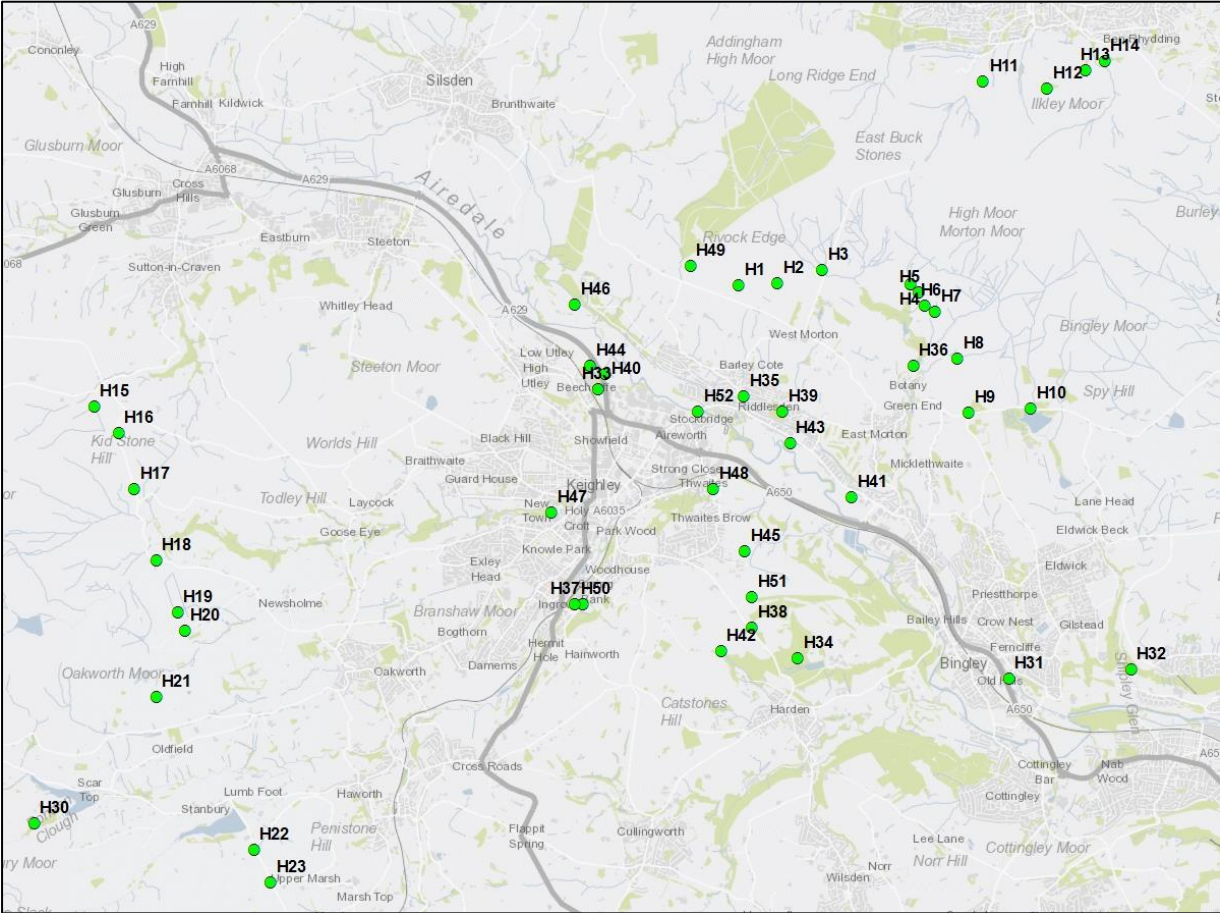 A629
Cononley
High
Farnhill
Farnhill
Kildwick
Silsden
Brunthwaite
Addingham
High Moor
Long Ridge End
H11
H12
H13
H14
Ben Rhydding
Ilkley Moor
East Buck
Stones
Glusburn Moor
A6068
Cross
Hills
Glusburn
Glusburn
Green
A629
Airedale
Eastburn
Steeton
Sutton-in-Craven
High Moor
Morton Moor
Burley
Rivock Edge
H49
H1
H2
H3
H5
H6
H4
H7
H46
Whitley Head
A629
West Morton
Bingley Moor
Low Utley
High
Utley
H44
H40
H33
Steeton Moor
Barley Cote
H36
H8
Botany
Green End
H9
H10
Spy Hill
H15
H16
Kid Stone
Hill
Worlds Hill
Black Hill
Showfield
H52
Stockbridge
Aireworth
H35
Riddlesden
H39
H43
East Morton
Micklethwaite
Braithwaite
Guard House
Keighley
Strong Close
Thwaites
H48
A650
H41
Lane Head
Eldwick Beck
H17
Todley Hill
Laycock
Goose Eye
H47
New
Town
Holy
Croft
A6035
Park Wood
Thwaites Brow
Knowle Park
H18
Exley
Head
Woodhouse
H45
Eldwick
H19
H20
Newsholme
Branshaw Moor
Bogthorn
H37
H50
H51
H38
Priestthorpe
Bailey Hills
Crow Nest
Gilstead
Ferncliffe
Hermit
Hole
Hainworth
H42
H34
Bingley
H31
H32
Shipley Glen
Oakworth Moor
Oakworth
Damems
H21
Catstones
Hill
Harden
A650
Oldfield
Cross Roads
Cottingley
Bar
Nab
Wood
Cottingley
Scar
Top
Lumb Foot
Haworth
H30
Clough
Stanbury
H22
Penistone
Hill
Flappit
Spring
Cullingworth
Lee Lane
Norr Hill
Cottingley Moor
H23
Upper Marsh
Marsh Top
Norr
Wilsden